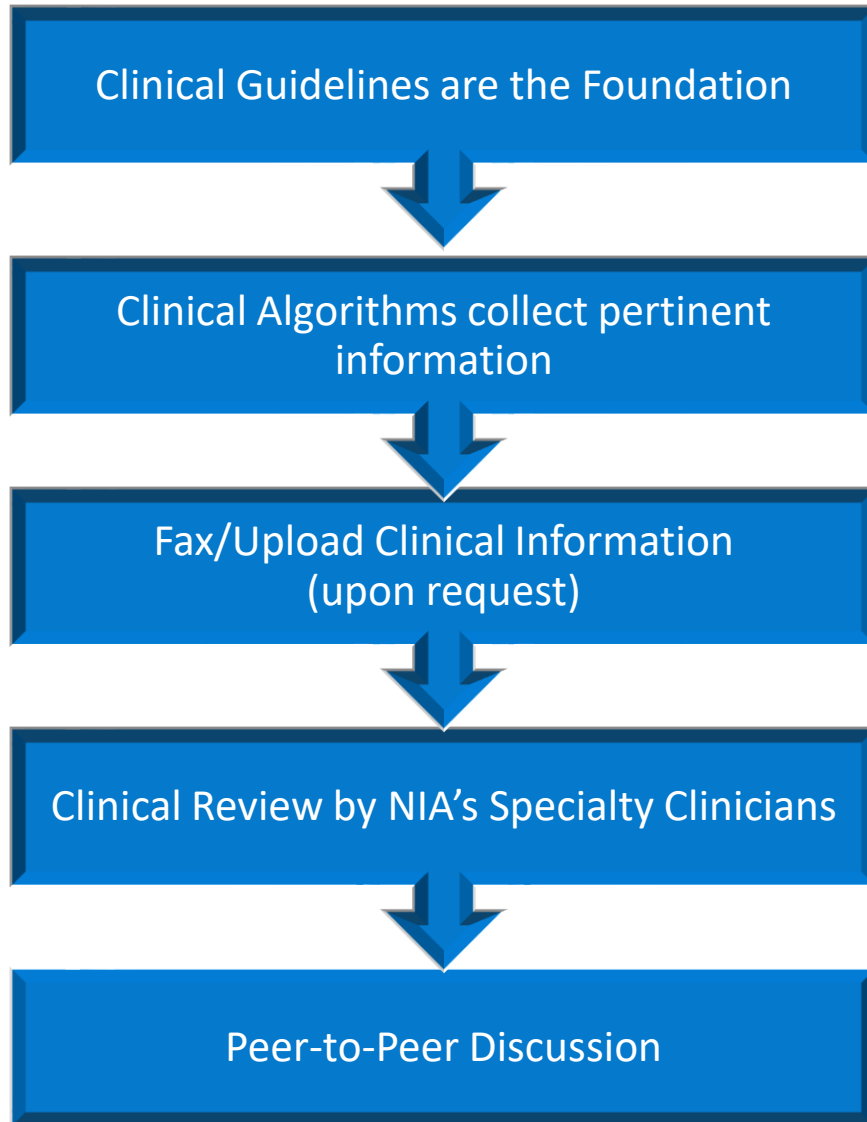 Clinical Guidelines are the Foundation
Clinical Algorithms collect pertinent
information
Fax/Upload Clinical Information
(upon request)
Clinical Review by NIA’s Specialty Clinicians
Peer-to-Peer Discussion